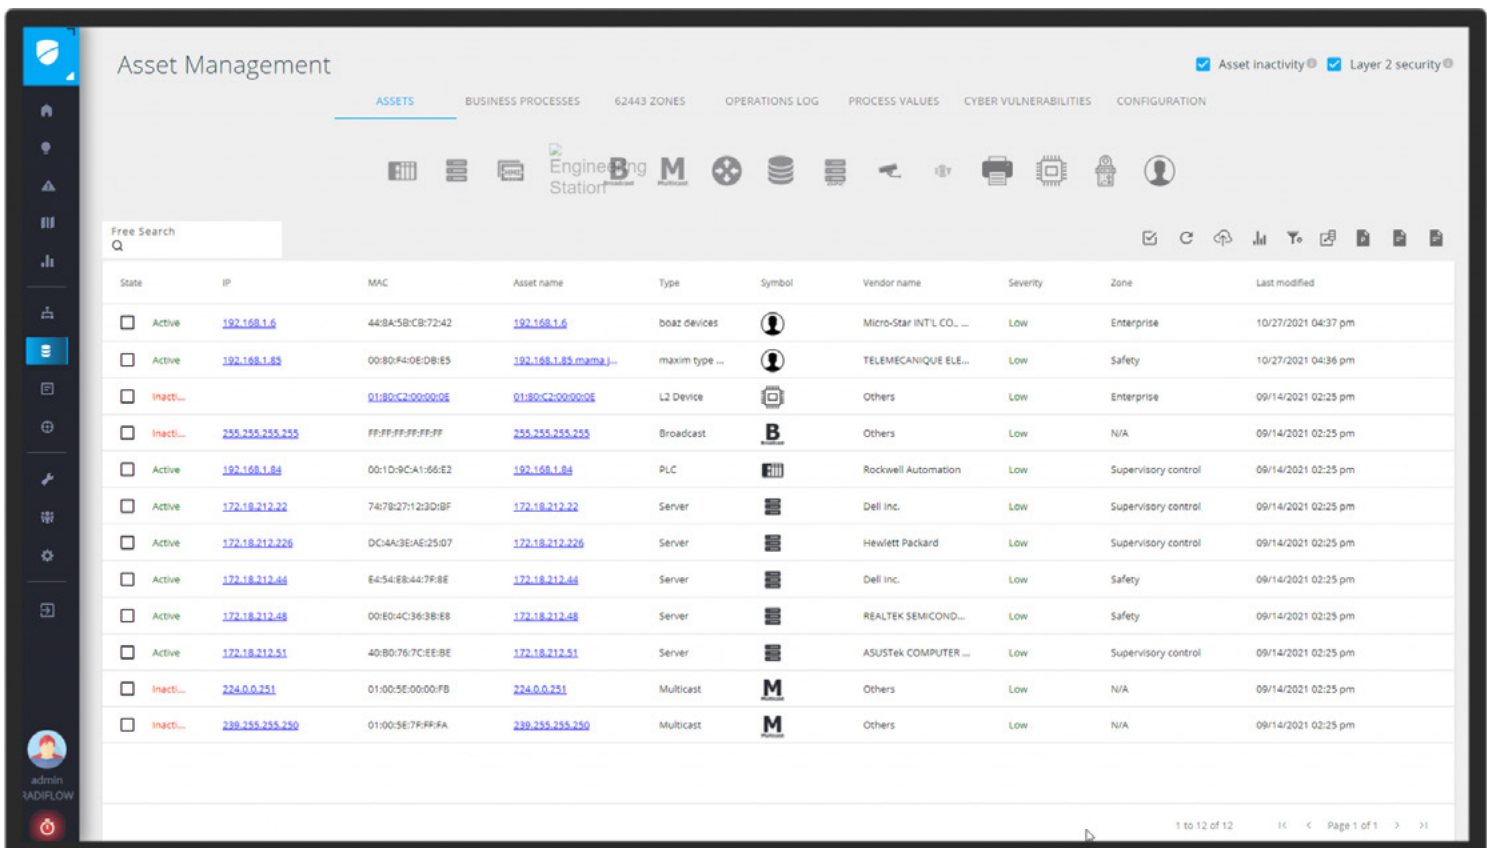 Asset Management
Asset inactivity Layer 2 security
ASSETS BUSINESS PROCESSES 62443 ZONES OPERATIONS LOG PROCESS VALUES CYBER VULNERABILITIES CONFIGURATION
HMI Engineering Station B Broadcast M Multicast
Free Search
State IP MAC Asset name Type Symbol Vendor name Severity Zone Last modified
Active 192.168.1.6 44:8A:5B:CB:72:42 192.168.1.6 boaz devices Micro-Star INT'L CO., ... Low Enterprise 10/27/2021 04:37 pm
Active 192.168.1.85 00:80:F4:0E:DB:E5 192.168.1.85 mama j... maxim type ... TELEMECANIQUE ELE... Low Safety 10/27/2021 04:36 pm
Inacti... 01:80:C2:00:00:0E 01:80:C2:00:00:0E L2 Device Others Low Enterprise 09/14/2021 02:25 pm
Inacti... 255.255.255.255 FF:FF:FF:FF:FF:FF 255.255.255.255 Broadcast B Broadcast Others Low N/A 09/14/2021 02:25 pm
Active 192.168.1.84 00:1D:9C:A1:66:E2 192.168.1.84 PLC Rockwell Automation Low Supervisory control 09/14/2021 02:25 pm
Active 172.18.212.22 74:78:27:12:3D:BF 172.18.212.22 Server Dell Inc. Low Supervisory control 09/14/2021 02:25 pm
Active 172.18.212.226 DC:4A:3E:AE:25:07 172.18.212.226 Server Hewlett Packard Low Supervisory control 09/14/2021 02:25 pm
Active 172.18.212.44 E4:54:E8:44:7F:8E 172.18.212.44 Server Dell Inc. Low Safety 09/14/2021 02:25 pm
Active 172.18.212.48 00:E0:4C:36:3B:E8 172.18.212.48 Server REALTEK SEMICOND... Low Safety 09/14/2021 02:25 pm
Active 172.18.212.51 40:B0:76:7C:EE:BE 172.18.212.51 Server ASUSTek COMPUTER ... Low Supervisory control 09/14/2021 02:25 pm
Inacti... 224.0.0.251 01:00:5E:00:00:FB 224.0.0.251 Multicast M Multicast Others Low N/A 09/14/2021 02:25 pm
Inacti... 239.255.255.250 01:00:5E:7F:FF:FA 239.255.255.250 Multicast M Multicast Others Low N/A 09/14/2021 02:25 pm
admin
RADIFLOW
1 to 12 of 12 Page 1 of 1